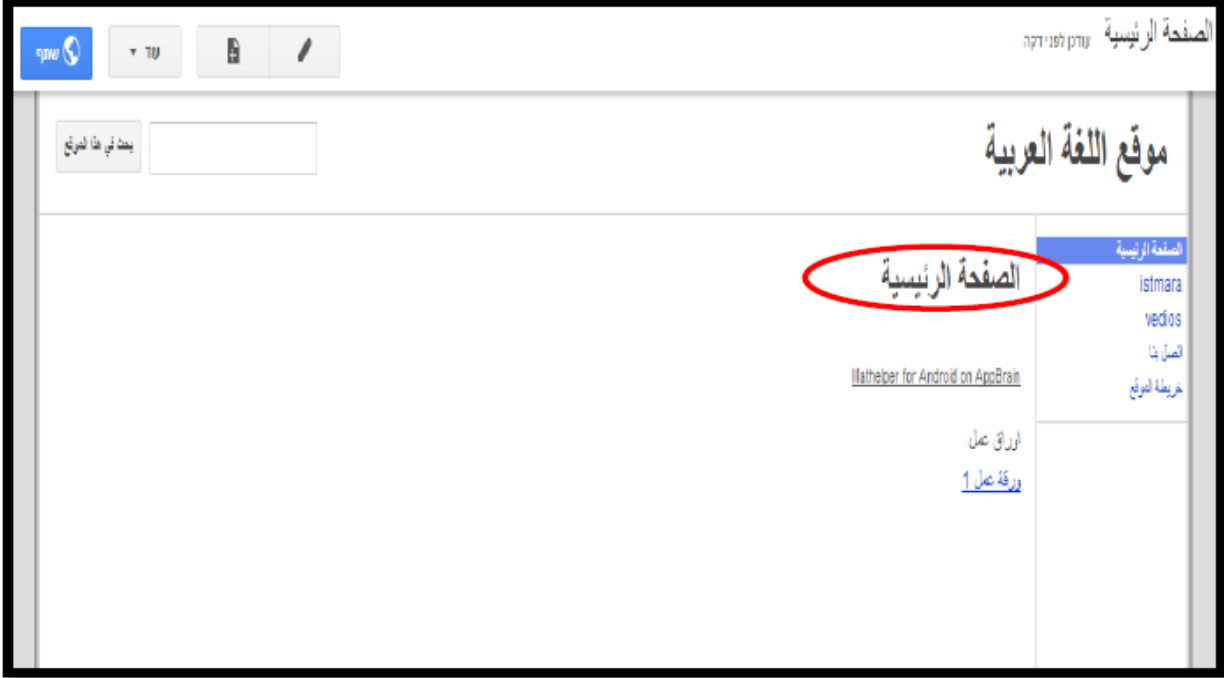 الصفحة الرئيسية עודכן לפני דקה
עוד
שתף
موقع اللغة العربية
بحث في هذا الموقع
الصفحة الرئيسية
istmara
vedios
اتصل بنا
خريطة الموقع
الصفحة الرئيسية
Mathelper for Android on AppBrain
اوراق عمل
ورقة عمل 1